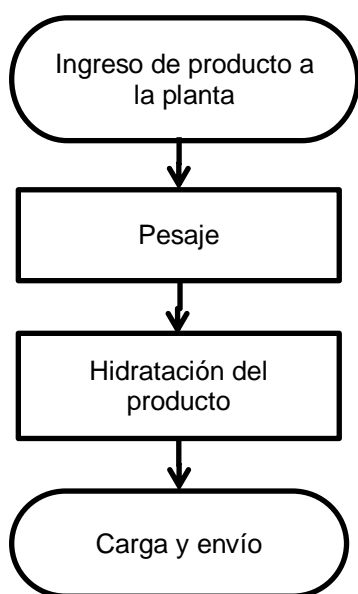 Ingreso de producto a
la planta
Pesaje
Hidratación del
producto
Carga y envío